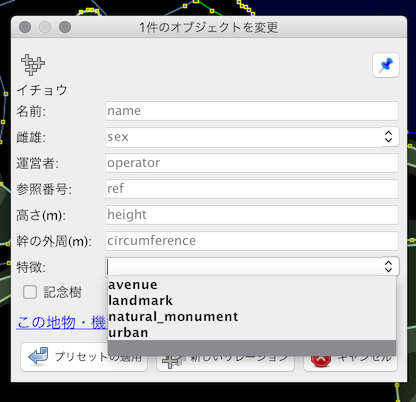 1件のオブジェクトを変更
イチョウ
名前: name
雌雄: sex
運営者: operator
参照番号: ref
高さ(m): height
幹の外周(m): circumference
特徴:
avenue
記念樹 landmark
natural_monument
この地物・機 urban
プリセットの適用 新しいリレーション キャンセル